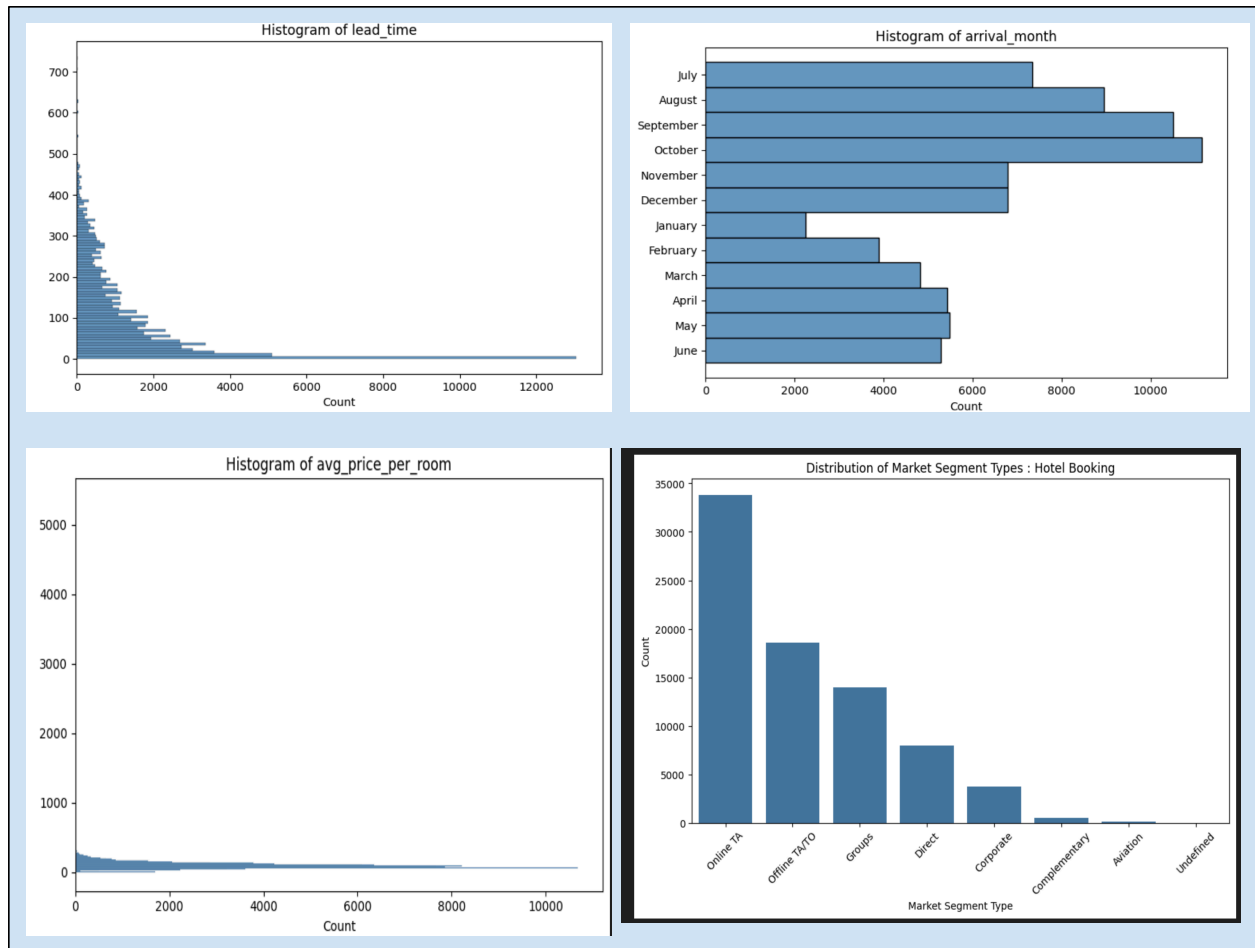 Histogram of lead_time
700
600
500
400
300
200
100
0
0 2000 4000 6000 8000 10000 12000
Count
Histogram of arrival_month
July
August
September
October
November
December
January
February
March
April
May
June
0 2000 4000 6000 8000 10000
Count
Histogram of avg_price_per_room
5000
4000
3000
2000
1000
0
0 2000 4000 6000 8000 10000
Count
Distribution of Market Segment Types : Hotel Booking
35000
30000
25000
20000
15000
10000
5000
0
Count
Online TA Offline TA/TO Groups Direct Corporate Complementary Aviation Undefined
Market Segment Type